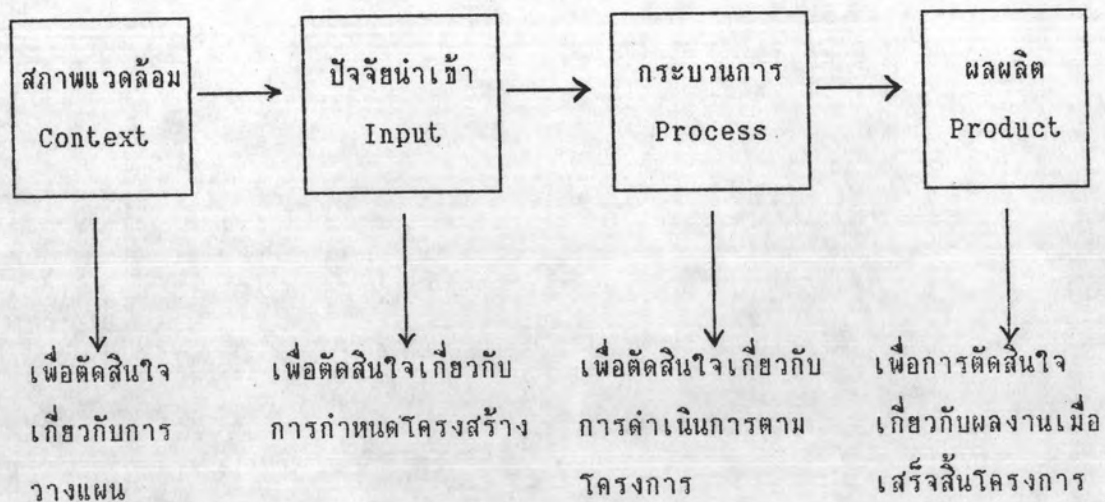 สภาพแวดล้อม
Context
ปัจจัยนำเข้า
Input
กระบวนการ
Process
ผลผลิต
Product
เพื่อตัดสินใจ
เกี่ยวกับการ
วางแผน
เพื่อตัดสินใจเกี่ยวกับ
การกำหนดโครงสร้าง
เพื่อตัดสินใจเกี่ยวกับ
การดำเนินการตาม
โครงการ
เพื่อการตัดสินใจ
เกี่ยวกับผลงานเมื่อ
เสร็จสิ้นโครงการ